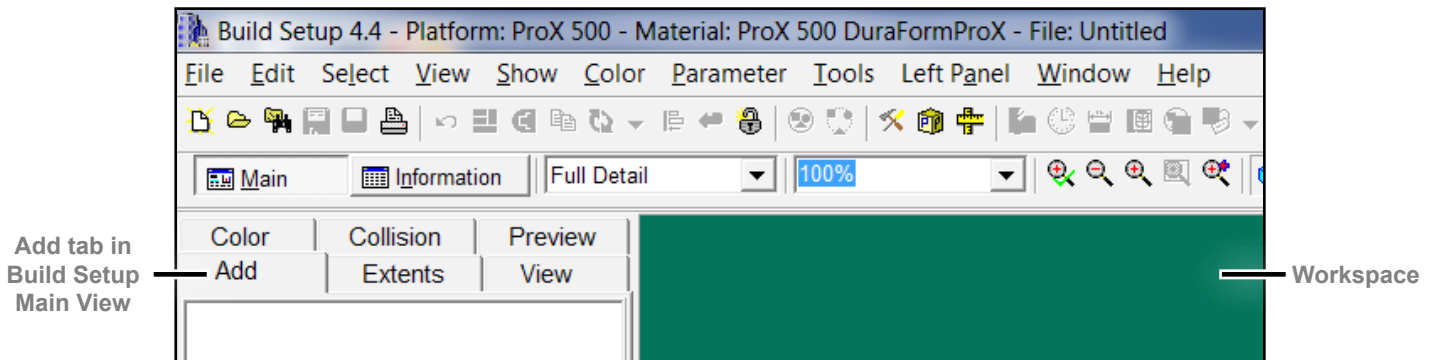 Build Setup 4.4 - Platform: ProX 500 - Material: ProX 500 DuraFormProX - File: Untitled
File Edit Select View Show Color Parameter Tools Left Panel Window Help
Main Information Full Detail 100%
Color Collision Preview
Add Extents View
Add tab in
Build Setup
Main View
Workspace